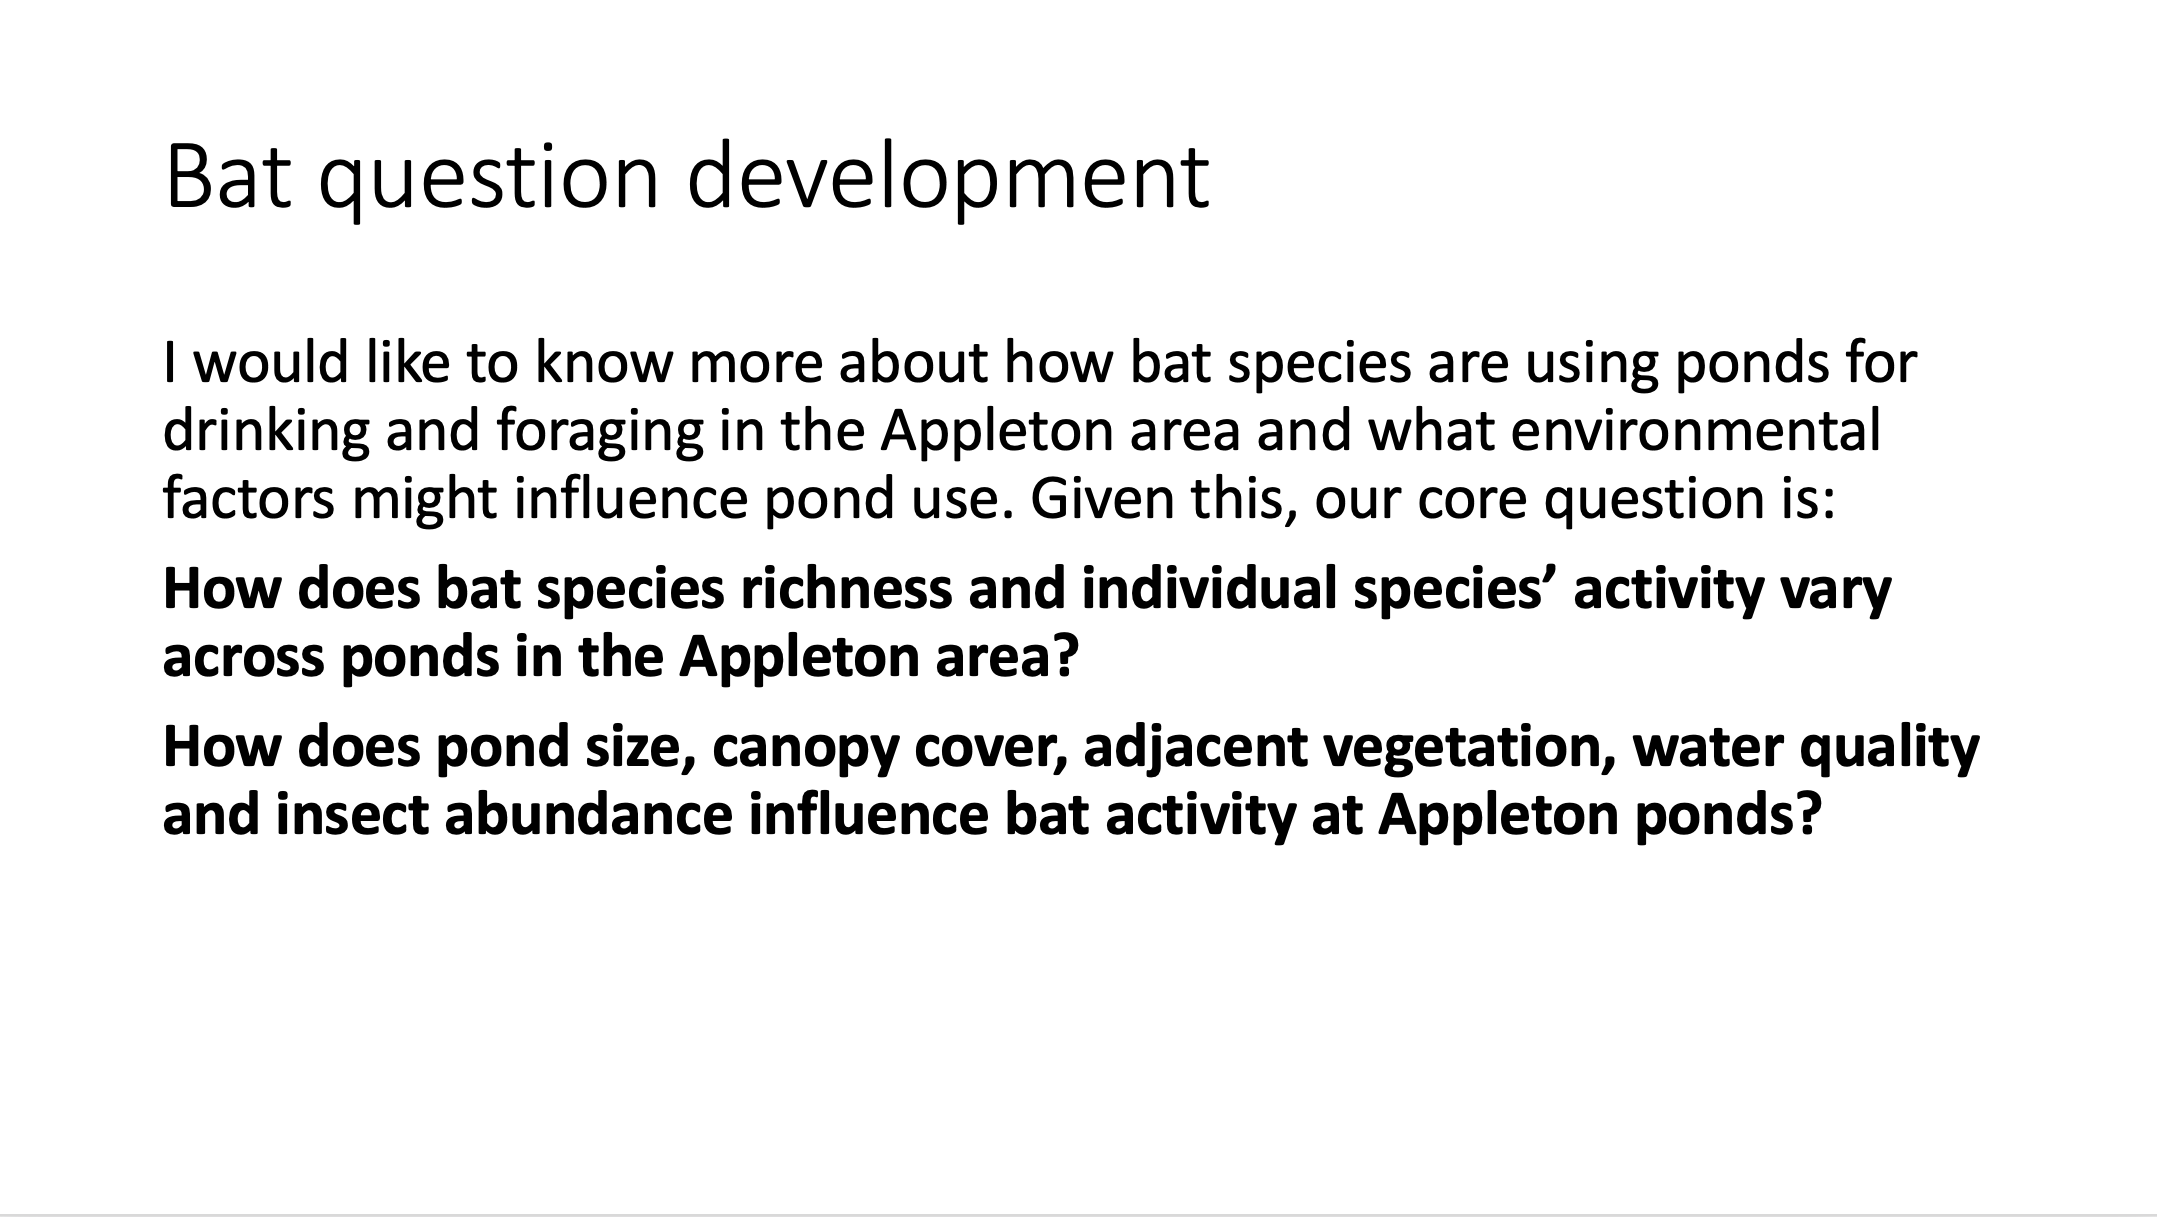 Bat question development
I would like to know more about how bat species are using ponds for
drinking and foraging in the Appleton area and what environmental
factors might influence pond use. Given this, our core question is:
How does bat species richness and individual species’ activity vary
across ponds in the Appleton area?
How does pond size, canopy cover, adjacent vegetation, water quality
and insect abundance influence bat activity at Appleton ponds?